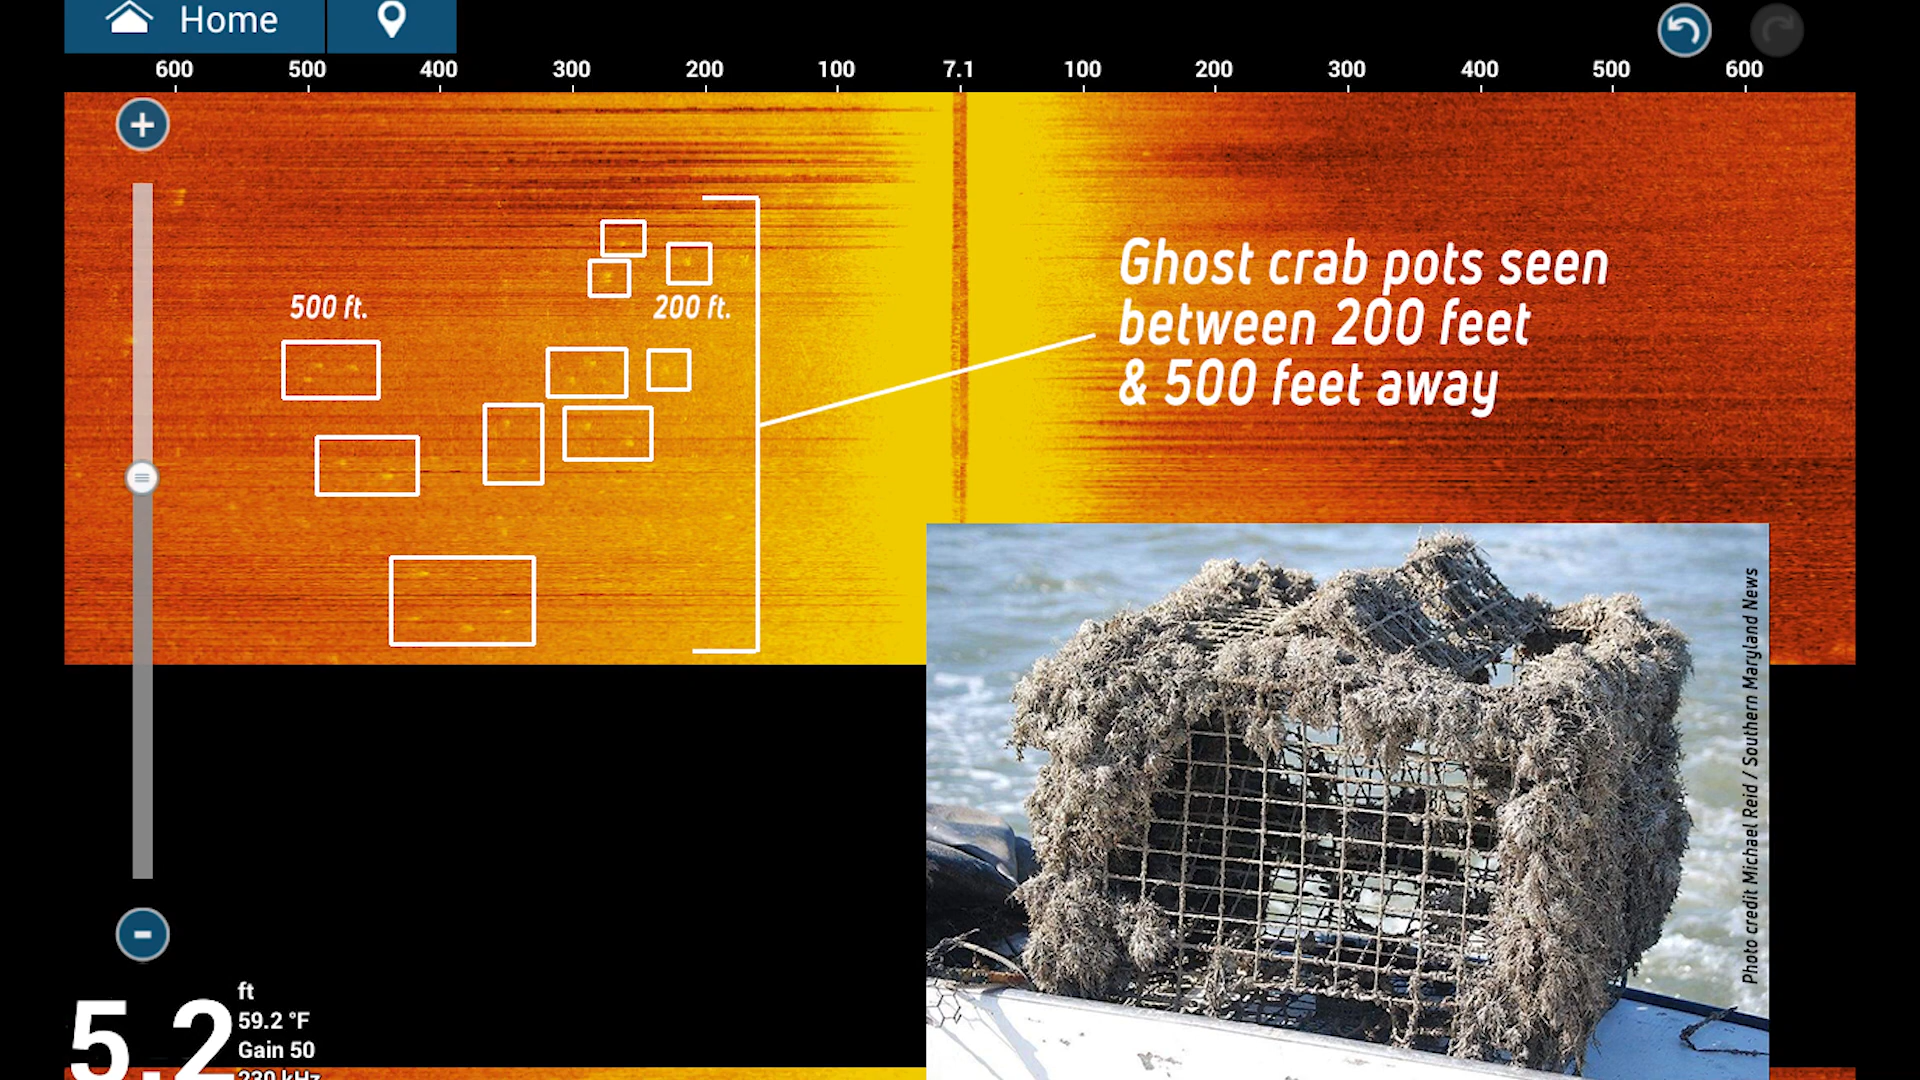 Home
600 500 400 300 200 100 7.1 100 200 300 400 500 600
500 ft.
200 ft.
Ghost crab pots seen
between 200 feet
& 500 feet away
Photo credit Michael Reid / Southern Maryland News
5.2 ft
59.2 °F
Gain 50
230 kHz